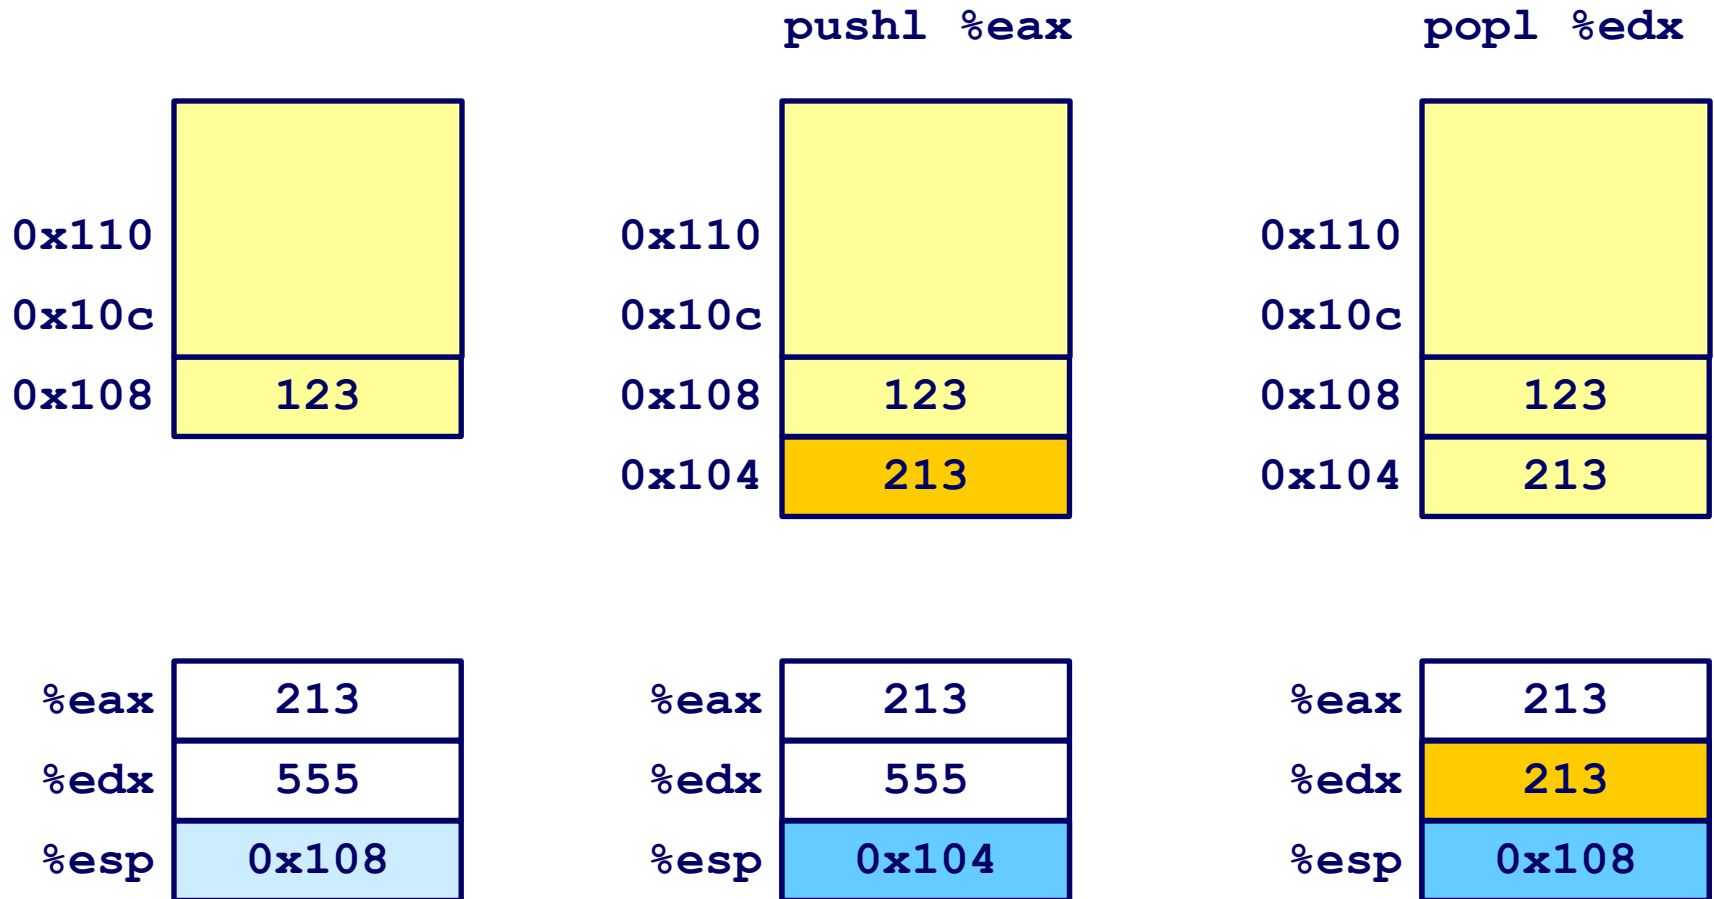 pushl %eax popl %edx
0x110 0x110 0x110
0x10c 0x10c 0x10c
0x108 123 0x108 123 0x108 123
0x104 213 0x104 213
%eax 213 %eax 213 %eax 213
%edx 555 %edx 555 %edx 213
%esp 0x108 %esp 0x104 %esp 0x108